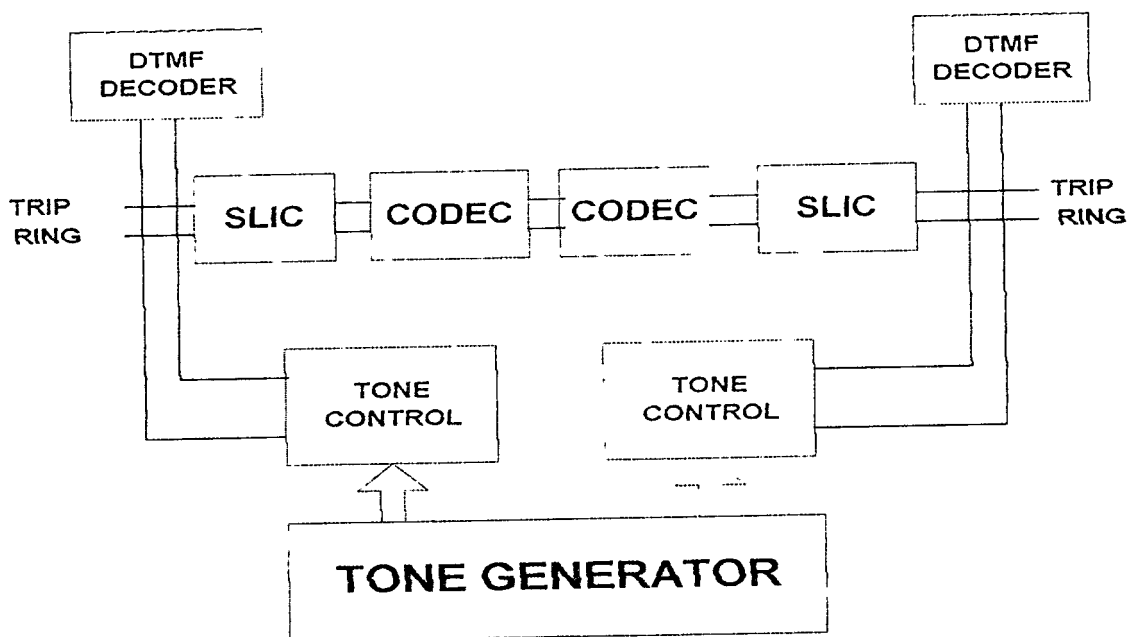 DTMF
DECODER
DTMF
DECODER
TRIP
RING
SLIC
CODEC
CODEC
SLIC
TRIP
RING
TONE
CONTROL
TONE
CONTROL
TONE GENERATOR